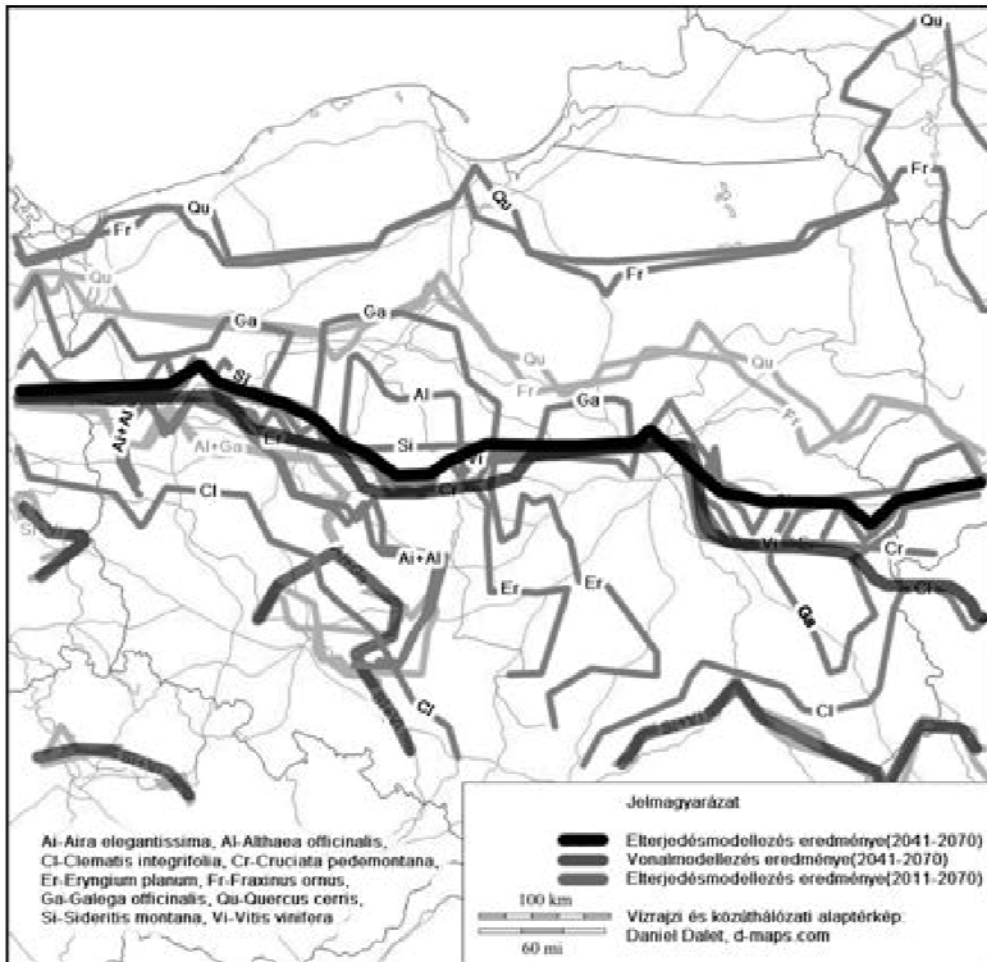 Qu
Fr
Qu
Fr
Qu
Fr
Qu
Ga
Ga
Qu
Fr
Qu
Fr
Si
Al
Ga
Ai+Al
Er
Al+Ga
Si
Vi
Cl
Cr
Ai+Al
Er
Er
Vi
Cr
Ga
Cl
Cl
Cl
Jelmagyarázat
Elterjedésmodellezés eredménye(2041-2070)
Vonalmodellezés eredménye(2041-2070)
Elterjedésmodellezés eredménye(2011-2070)
100 km
60 mi
Vízrajzi és közúthálózati alaptérkép:
Daniel Dalet, d-maps.com
Ai-Aira elegantissima, Al-Althaea officinalis,
Cl-Clematis integrifolia, Cr-Cruciata pedemontana,
Er-Eryngium planum, Fr-Fraxinus ornus,
Ga-Galega officinalis, Qu-Quercus cerris,
Si-Sideritis montana, Vi-Vitis vinifera